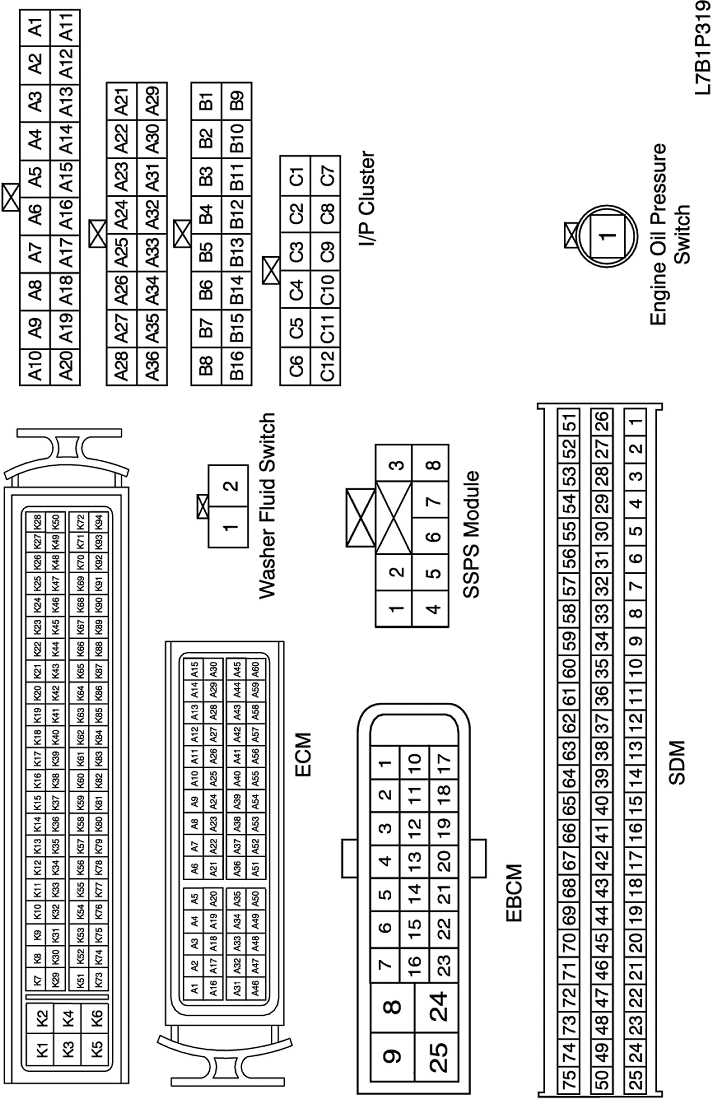 K1 K2
K3 K4
K5 K6
K7 K8 K9 K10 K11 K12 K13 K14 K15 K16 K17 K18 K19 K20 K21 K22 K23 K24 K25 K26 K27 K28
K29 K30 K31 K32 K33 K34 K35 K36 K37 K38 K39 K40 K41 K42 K43 K44 K45 K46 K47 K48 K49 K50
K51 K52 K53 K54 K55 K56 K57 K58 K59 K60 K61 K62 K63 K64 K65 K66 K67 K68 K69 K70 K71 K72
K73 K74 K75 K76 K77 K78 K79 K80 K81 K82 K83 K84 K85 K86 K87 K88 K89 K90 K91 K92 K93 K94
A1 A2 A3 A4 A5 A6 A7 A8 A9 A10 A11 A12 A13 A14 A15
A16 A17 A18 A19 A20 A21 A22 A23 A24 A25 A26 A27 A28 A29 A30
A31 A32 A33 A34 A35 A36 A37 A38 A39 A40 A41 A42 A43 A44 A45
A46 A47 A48 A49 A50 A51 A52 A53 A54 A55 A56 A57 A58 A59 A60
ECM
1 2
Washer Fluid Switch
A10 A9 A8 A7 A6 A5 A4 A3 A2 A1
A20 A19 A18 A17 A16 A15 A14 A13 A12 A11
A28 A27 A26 A25 A24 A23 A22 A21
A36 A35 A34 A33 A32 A31 A30 A29
B8 B7 B6 B5 B4 B3 B2 B1
B16 B15 B14 B13 B12 B11 B10 B9
C6 C5 C4 C3 C2 C1
C12 C11 C10 C9 C8 C7
I/P Cluster
9 8 7 6 5 4 3 2 1
16 15 14 13 12 11 10
25 24 23 22 21 20 19 18 17
EBCM
1 2 3
4 5 6 7 8
SSPS Module
75 74 73 72 71 70 69 68 67 66 65 64 63 62 61 60 59 58 57 56 55 54 53 52 51
50 49 48 47 46 45 44 43 42 41 40 39 38 37 36 35 34 33 32 31 30 29 28 27 26
25 24 23 22 21 20 19 18 17 16 15 14 13 12 11 10 9 8 7 6 5 4 3 2 1
SDM
1
Engine Oil Pressure
Switch
L7B1P319